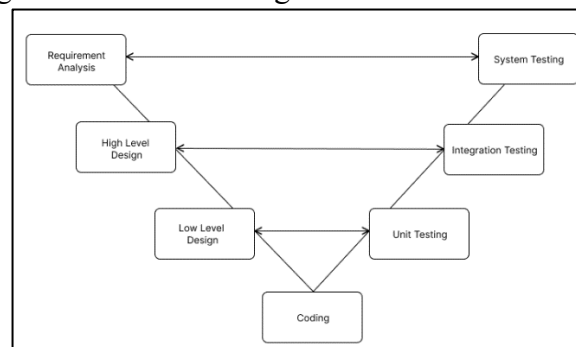 Requirement
Analysis
System Testing
High Level
Design
Integration Testing
Low Level
Design
Unit Testing
Coding